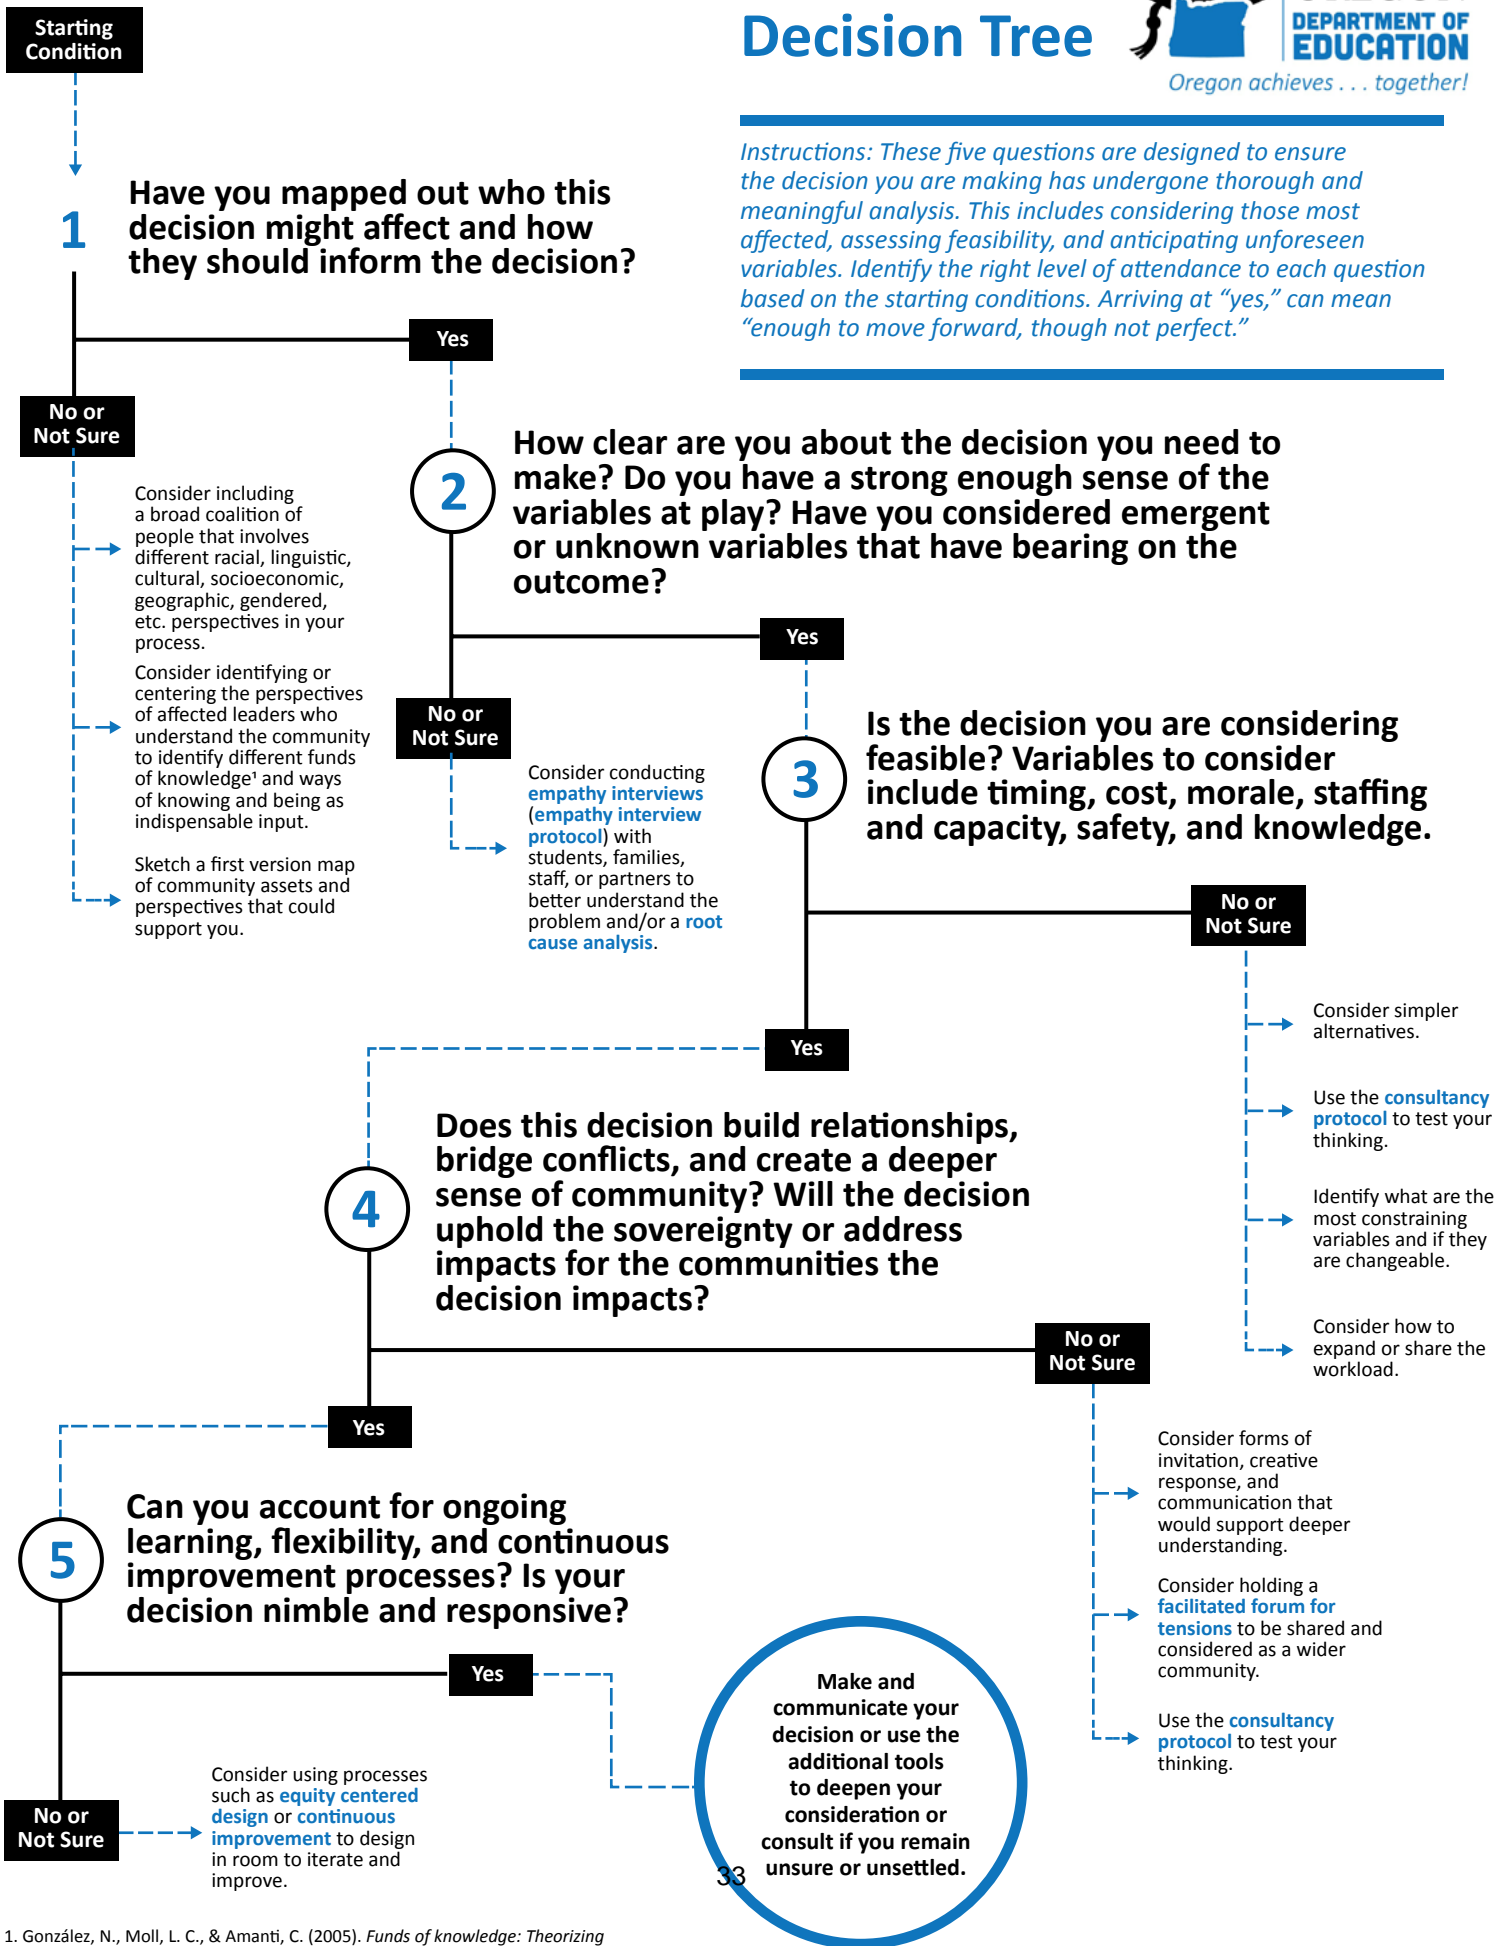 Starting
Condition
Decision Tree
DEPARTMENT OF
EDUCATION
Oregon achieves . . . together!
Instructions: These five questions are designed to ensure
the decision you are making has undergone thorough and
meaningful analysis. This includes considering those most
affected, assessing feasibility, and anticipating unforeseen
variables. Identify the right level of attendance to each question
based on the starting conditions. Arriving at “yes,” can mean
“enough to move forward, though not perfect.”
1
Have you mapped out who this
decision might affect and how
they should inform the decision?
Yes
No or
Not Sure
Consider including
a broad coalition of
people that involves
different racial, linguistic,
cultural, socioeconomic,
geographic, gendered,
etc. perspectives in your
process.
Consider identifying or
centering the perspectives
of affected leaders who
understand the community
to identify different funds
of knowledge¹ and ways
of knowing and being as
indispensable input.
Sketch a first version map
of community assets and
perspectives that could
support you.
2
How clear are you about the decision you need to
make? Do you have a strong enough sense of the
variables at play? Have you considered emergent
or unknown variables that have bearing on the
outcome?
Yes
No or
Not Sure
Consider conducting
empathy interviews
(empathy interview
protocol) with
students, families,
staff, or partners to
better understand the
problem and/or a root
cause analysis.
3
Is the decision you are considering
feasible? Variables to consider
include timing, cost, morale, staffing
and capacity, safety, and knowledge.
No or
Not Sure
Consider simpler
alternatives.
Use the consultancy
protocol to test your
thinking.
Identify what are the
most constraining
variables and if they
are changeable.
Consider how to
expand or share the
workload.
Yes
4
Does this decision build relationships,
bridge conflicts, and create a deeper
sense of community? Will the decision
uphold the sovereignty or address
impacts for the communities the
decision impacts?
No or
Not Sure
Consider forms of
invitation, creative
response, and
communication that
would support deeper
understanding.
Consider holding a
facilitated forum for
tensions to be shared and
considered as a wider
community.
Use the consultancy
protocol to test your
thinking.
Yes
5
Can you account for ongoing
learning, flexibility, and continuous
improvement processes? Is your
decision nimble and responsive?
Yes
No or
Not Sure
Consider using processes
such as equity centered
design or continuous
improvement to design
in room to iterate and
improve.
Make and
communicate your
decision or use the
additional tools
to deepen your
consideration or
consult if you remain
unsure or unsettled.
33
1. González, N., Moll, L. C., & Amanti, C. (2005). Funds of knowledge: Theorizing